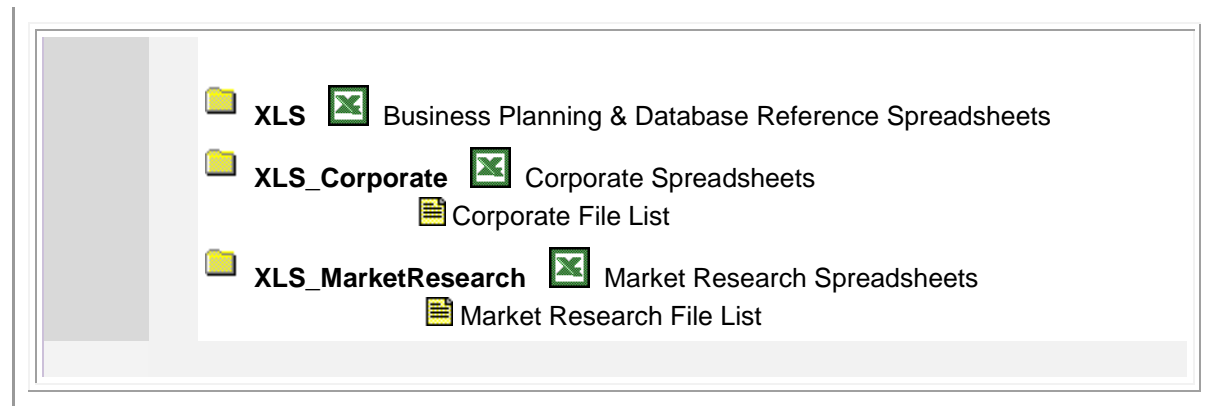 XLS Business Planning & Database Reference Spreadsheets
XLS_Corporate Corporate Spreadsheets
Corporate File List
XLS_MarketResearch Market Research Spreadsheets
Market Research File List